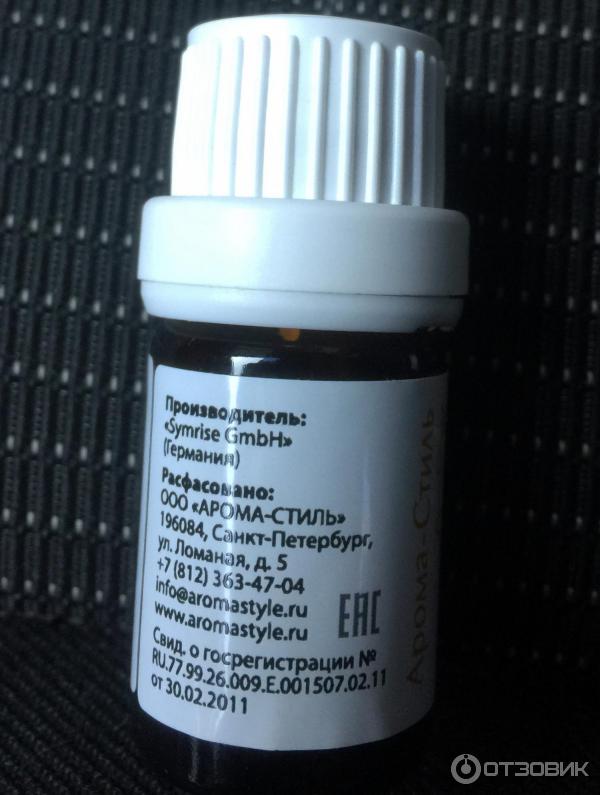 Производитель:
«Symrise GmbH»
(Германия)
Расфасовано:
ООО «АРОМА-СТИЛЬ»
196084, Санкт-Петербург,
ул. Ломаная, д. 5
+7 (812) 363-47-04
info@aromastyle.ru
www.aromastyle.ru
EAC
Свид. о госрегистрации №
RU.77.99.26.009.Е.001507.02.11
от 30.02.2011
Арома-Стиль
ОТЗОВИК